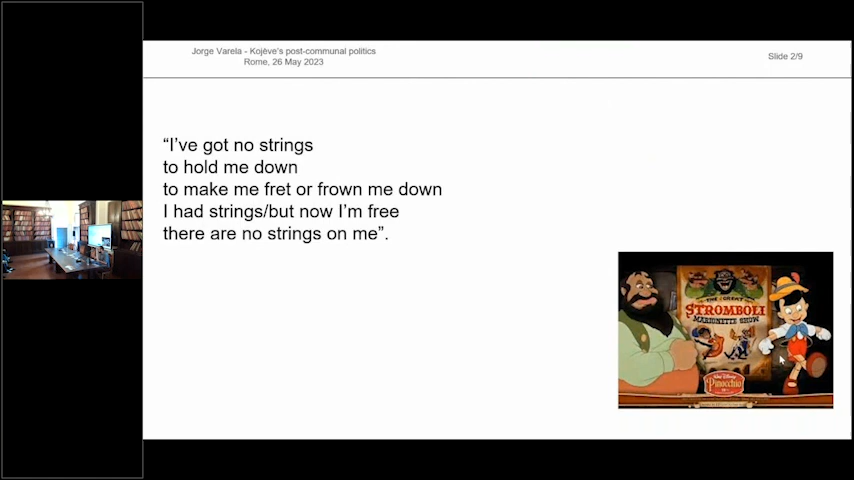 Jorge Varela - Kojève's post-communal politics
Rome, 26 May 2023
Slide 2/9
“I’ve got no strings
to hold me down
to make me fret or frown me down
I had strings/but now I’m free
there are no strings on me”.
THE GREAT
STROMBOLI
MARIONETTE SHOW
WALT DISNEY
Pinocchio